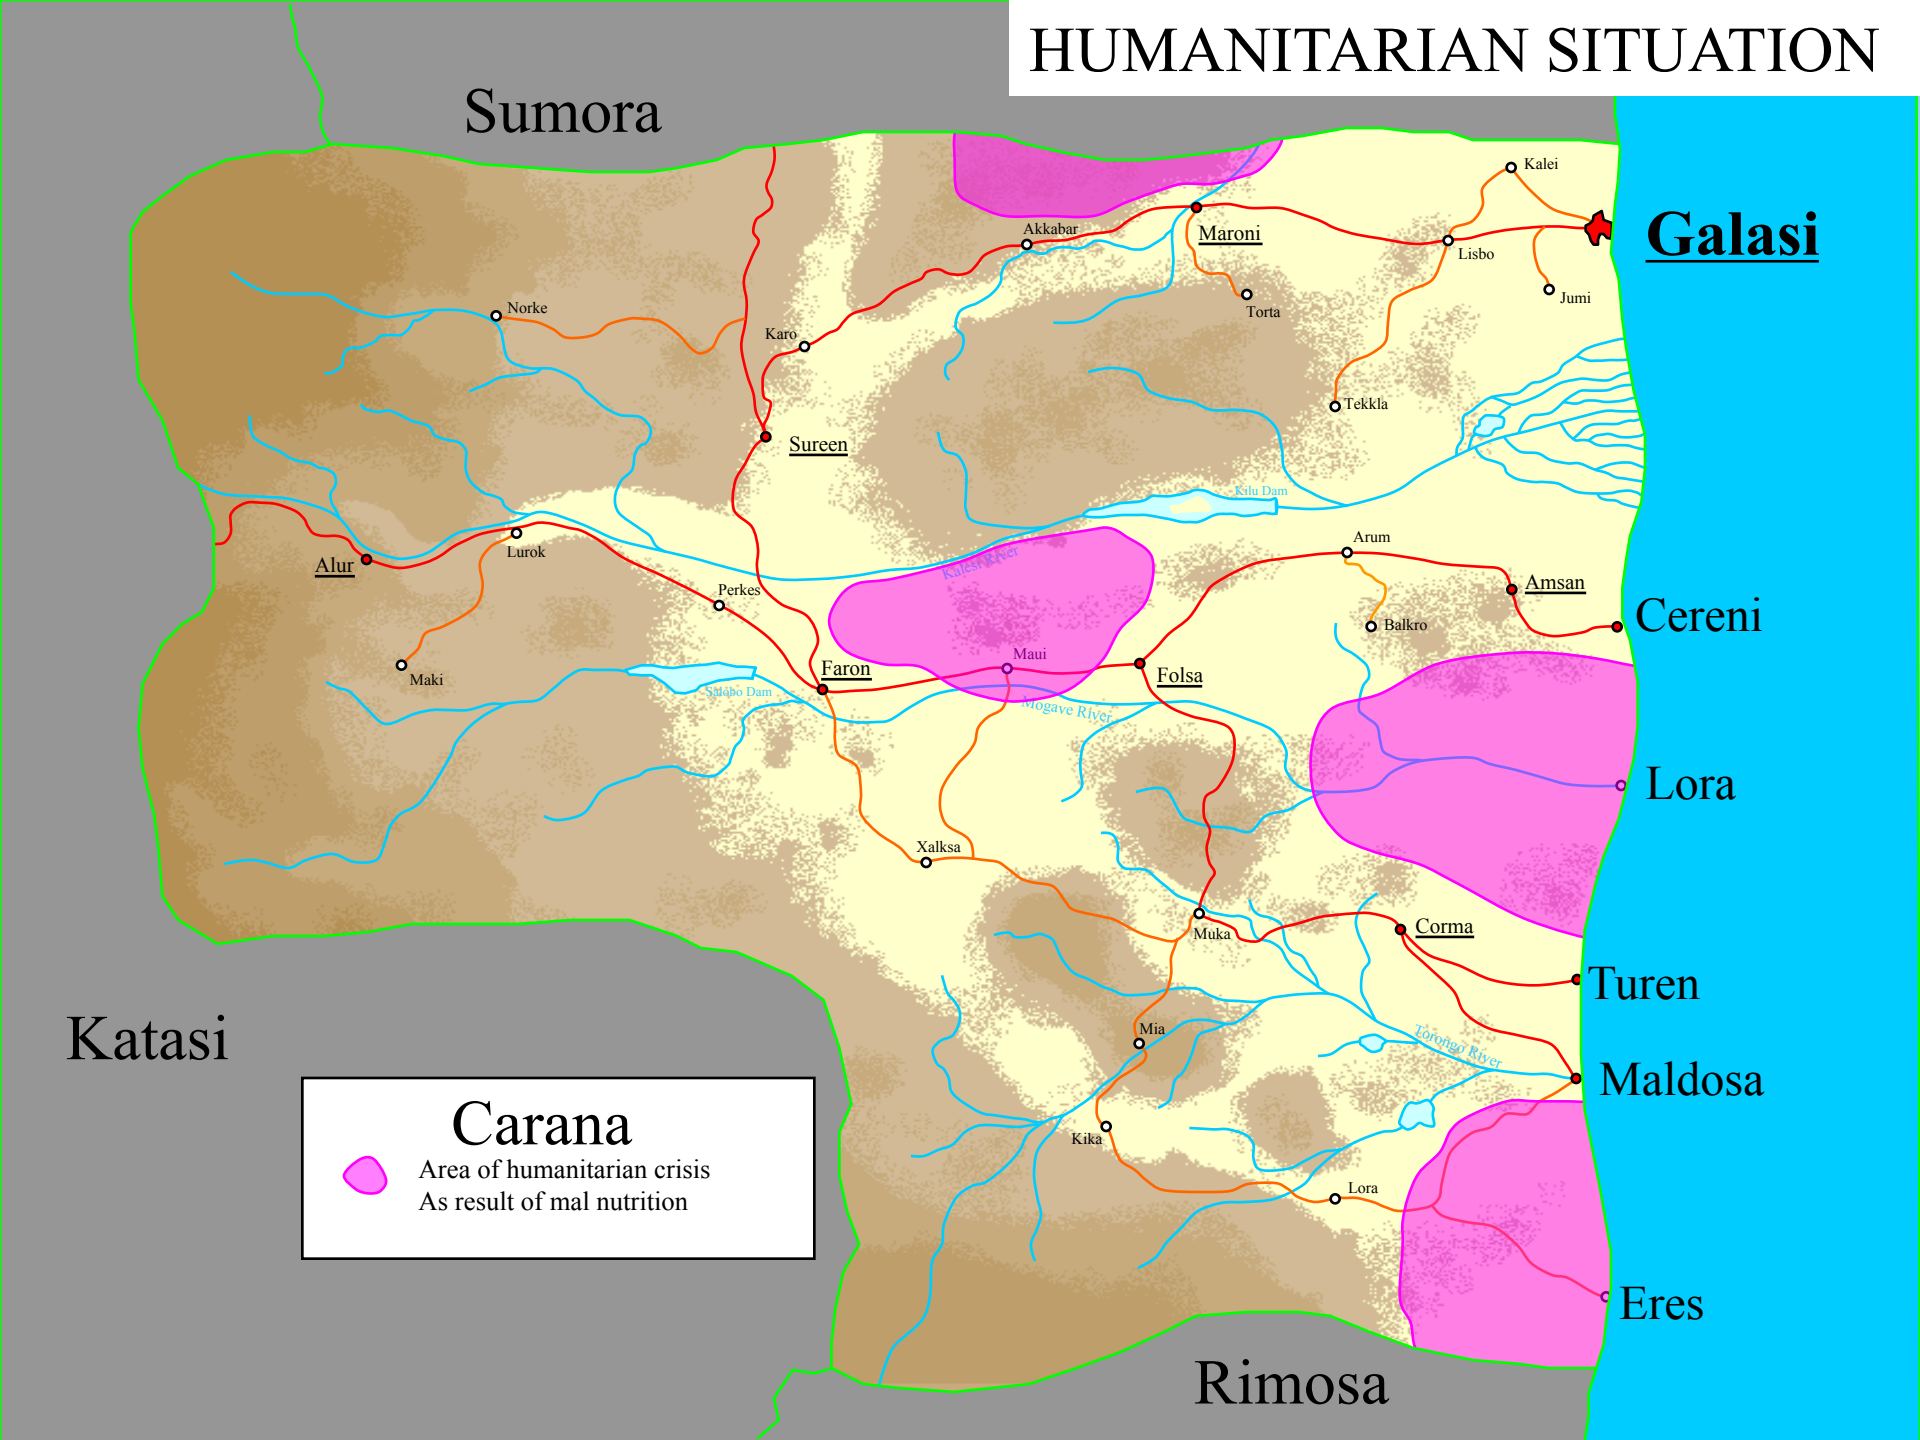 HUMANITARIAN SITUATION
Sumora
Kalei
Galasi
Akkabar
Maroni
Lisbo
Jumi
Norke
Torta
Karo
Tekkla
Sureen
Kilu Dam
Arum
Lurok
Alur
Kalesi River
Amsan
Perkes
Cereni
Balkro
Maui
Faron
Folsa
Maki
Salobo Dam
Mogave River
Lora
Xalksa
Muka
Corma
Turen
Katasi
Mia
Torongo River
Maldosa
Carana
Kika
Area of humanitarian crisis
As result of mal nutrition
Lora
Eres
Rimosa